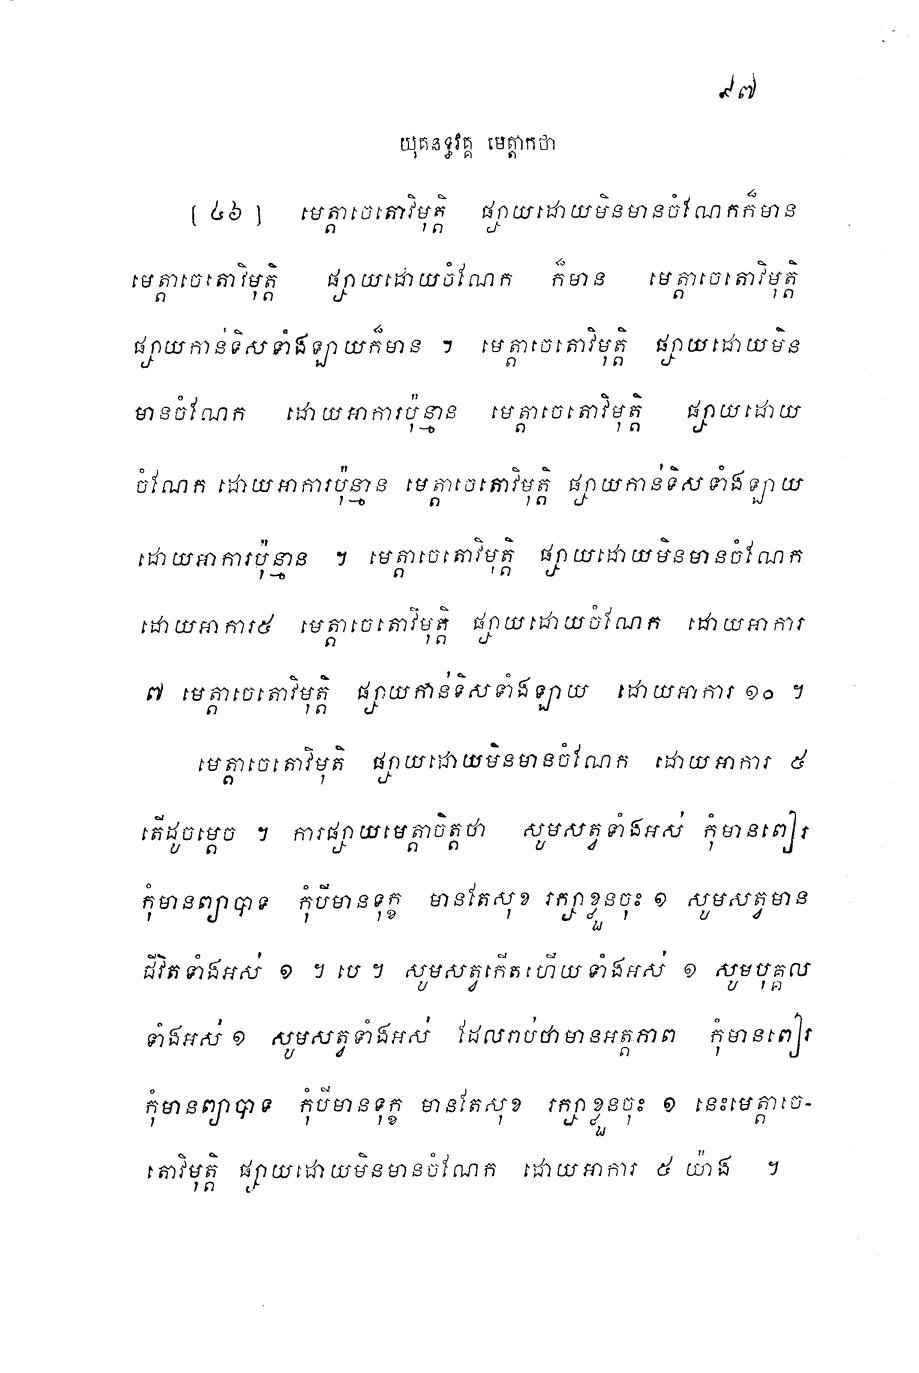 ៩៧
យុគនទ្ធវគ្គ មេត្តាកថា
[ ៤៦ ] មេត្តាចេតោវិមុត្តិ ផ្សាយដោយមិនមានចំណែកក៏មាន
មេត្តាចេតោវិមុត្តិ ផ្សាយដោយចំណែក ក៏មាន មេត្តាចេតោវិមុត្តិ
ផ្សាយកាន់ទិសទាំងឡាយក៏មាន ។ មេត្តាចេតោវិមុត្តិ ផ្សាយដោយមិន
មានចំណែក ដោយអាការប៉ុន្មាន មេត្តាចេតោវិមុត្តិ ផ្សាយដោយ
ចំណែក ដោយអាការប៉ុន្មាន មេត្តាចេតោវិមុត្តិ ផ្សាយកាន់ទិសទាំងឡាយ
ដោយអាការប៉ុន្មាន ។ មេត្តាចេតោវិមុត្តិ ផ្សាយដោយមិនមានចំណែក
ដោយអាការ៥ មេត្តាចេតោវិមុត្តិ ផ្សាយដោយចំណែក ដោយអាការ
៧ មេត្តាចេតោវិមុត្តិ ផ្សាយកាន់ទិសទាំងឡាយ ដោយអាការ ១០ ។
មេត្តាចេតោវិមុតិ ផ្សាយដោយមិនមានចំណែក ដោយអាការ ៥
តើដូចម្តេច ។ ការផ្សាយមេត្តាចិត្តថា សូមសត្វទាំងអស់ កុំមានពៀរ
កុំមានព្យាបាទ កុំបីមានទុក្ខ មានតែសុខ រក្សាខ្លួនចុះ ១ សូមសត្វមាន
ជីវិតទាំងអស់ ១ ។ បេ ។ សូមសត្វកើតហើយទាំងអស់ ១ សូមបុគ្គល
ទាំងអស់ ១ សូមសត្វទាំងអស់ ដែលរាប់ថាមានអត្តភាព កុំមានពៀរ
កុំមានព្យាបាទ កុំបីមានទុក្ខ មានតែសុខ រក្សាខ្លួនចុះ ១ នេះមេត្តាចេ-
តោវិមុត្តិ ផ្សាយដោយមិនមានចំណែក ដោយអាការ ៥ យ៉ាង ។